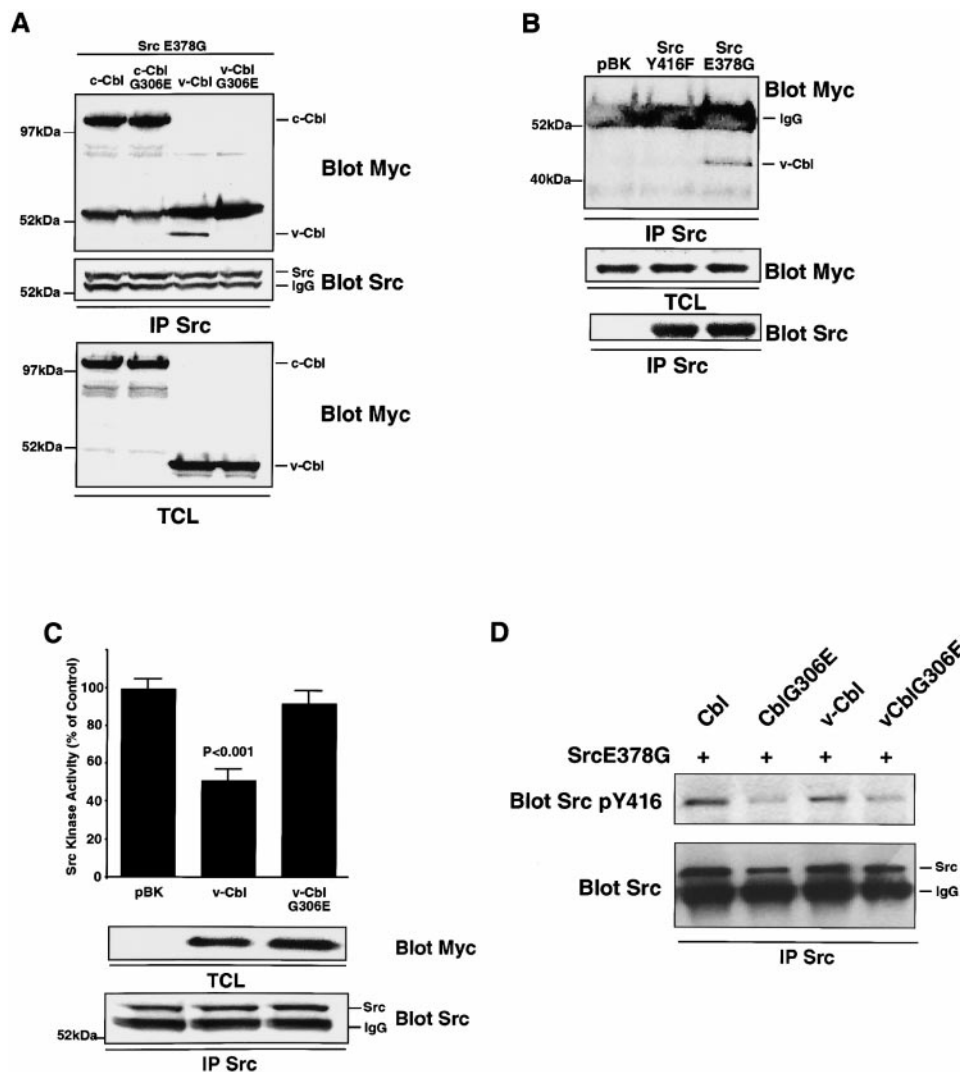 A
Src E378G
c-Cbl
c-Cbl G306E
v-Cbl
v-Cbl G306E
97kDa
c-Cbl
Blot Myc
52kDa
v-Cbl
Src
Blot Src
52kDa
IgG
IP Src
97kDa
c-Cbl
Blot Myc
52kDa
v-Cbl
TCL
B
pBK
Src Y416F
Src E378G
Blot Myc
52kDa
IgG
v-Cbl
40kDa
IP Src
Blot Myc
TCL
Blot Src
IP Src
C
Src Kinase Activity (% of Control)
100
80
60
40
20
0
P<0.001
pBK
v-Cbl
v-Cbl G306E
Blot Myc
TCL
Src
Blot Src
IgG
52kDa
IP Src
D
Cbl
CblG306E
v-Cbl
vCblG306E
SrcE378G + + + +
Blot Src pY416
Blot Src
Src
IgG
IP Src